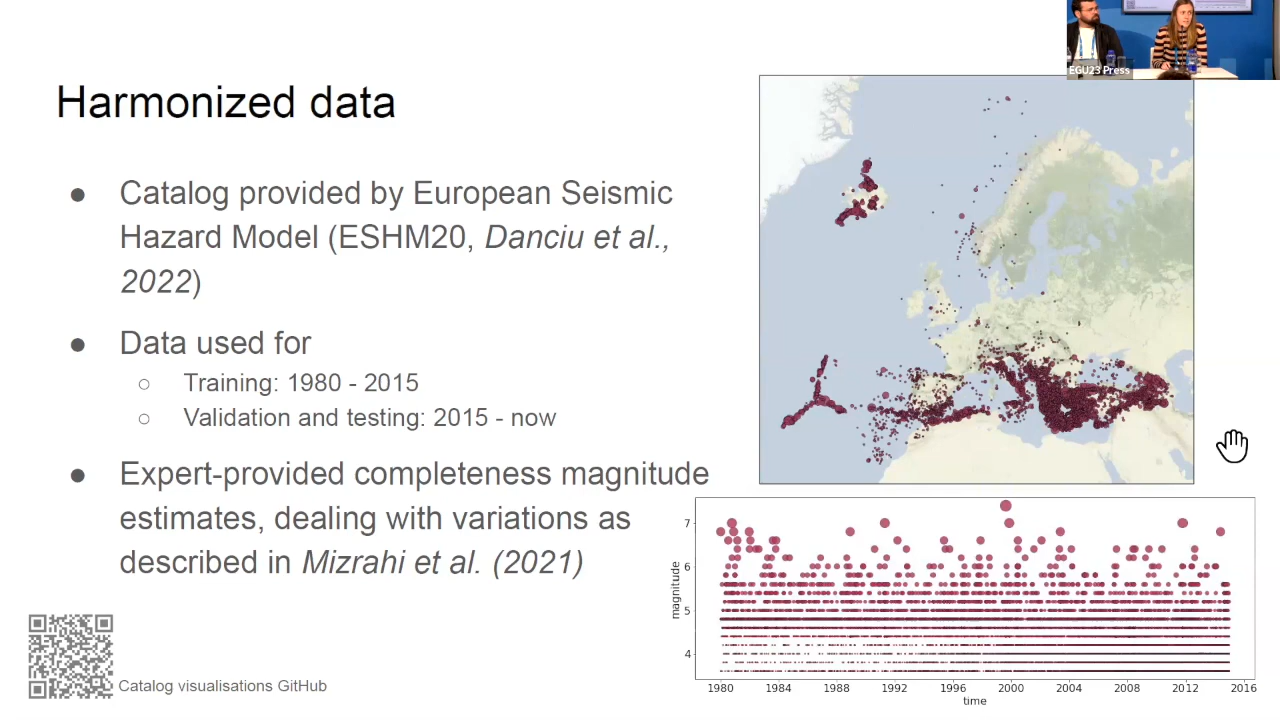 EGU23 Press
Harmonized data
● Catalog provided by European Seismic
Hazard Model (ESHM20, Danciu et al.,
2022)
● Data used for
○ Training: 1980 - 2015
○ Validation and testing: 2015 - now
● Expert-provided completeness magnitude
estimates, dealing with variations as
described in Mizrahi et al. (2021)
Catalog visualisations GitHub
magnitude
7
6
5
4
1980 1984 1988 1992 1996 2000 2004 2008 2012 2016
time